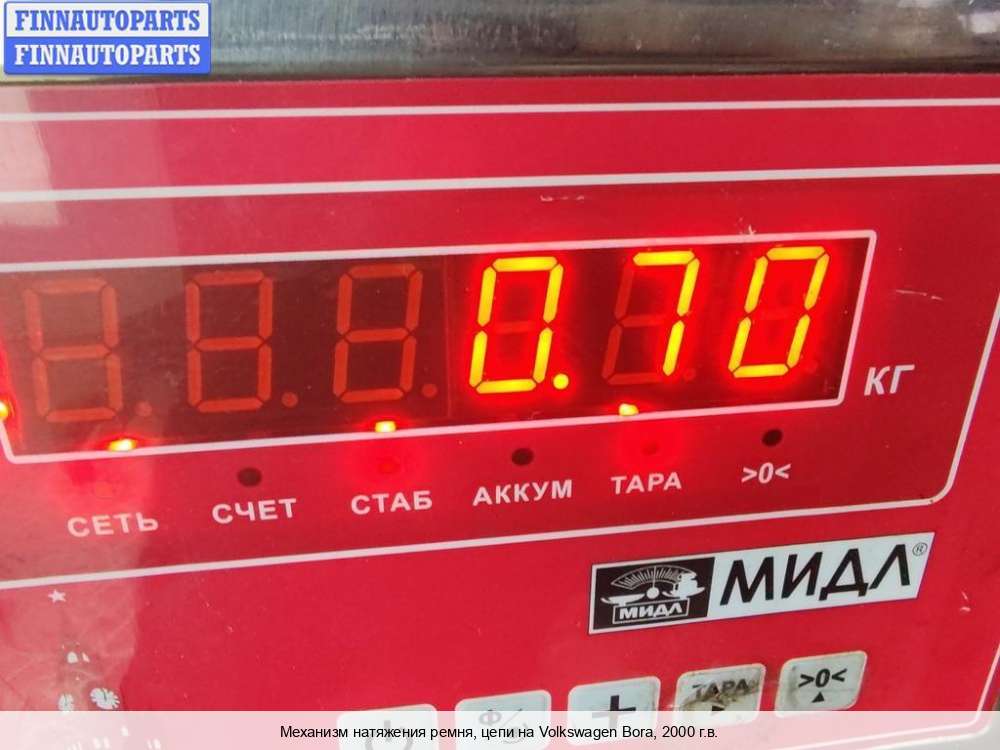 FINNAUTOPARTS
FINNAUTOPARTS
0.70
КГ
СЕТЬ СЧЕТ СТАБ АККУМ ТАРА >0<
МИДЛ МИДЛ®
ТАРА >0<
Механизм натяжения ремня, цепи на Volkswagen Bora, 2000 г.в.